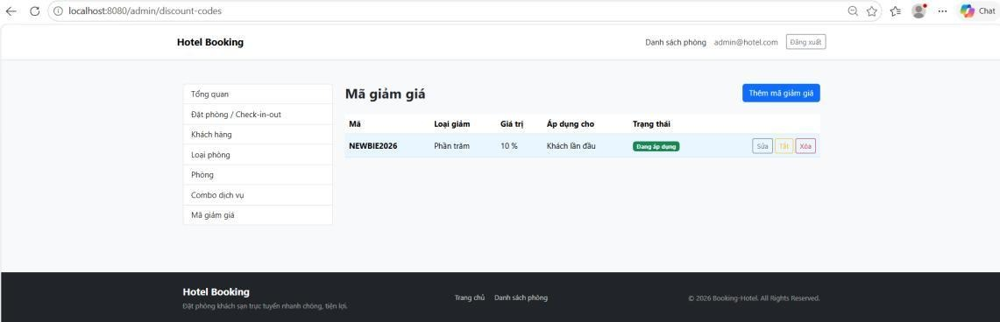 localhost:8080/admin/discount-codes
Chat
Hotel Booking
Danh sách phòng admin@hotel.com Đăng xuất
Tổng quan
Đặt phòng / Check-in-out
Khách hàng
Loại phòng
Phòng
Combo dịch vụ
Mã giảm giá
Mã giảm giá
Thêm mã giảm giá
Mã Loại giảm Giá trị Áp dụng cho Trạng thái
NEWBIE2026 Phần trăm 10 % Khách lần đầu Đang áp dụng Sửa Tắt Xóa
Hotel Booking
Đặt phòng khách sạn trực tuyến nhanh chóng, tiện lợi.
Trang chủ Danh sách phòng
© 2026 Booking-Hotel. All Rights Reserved.